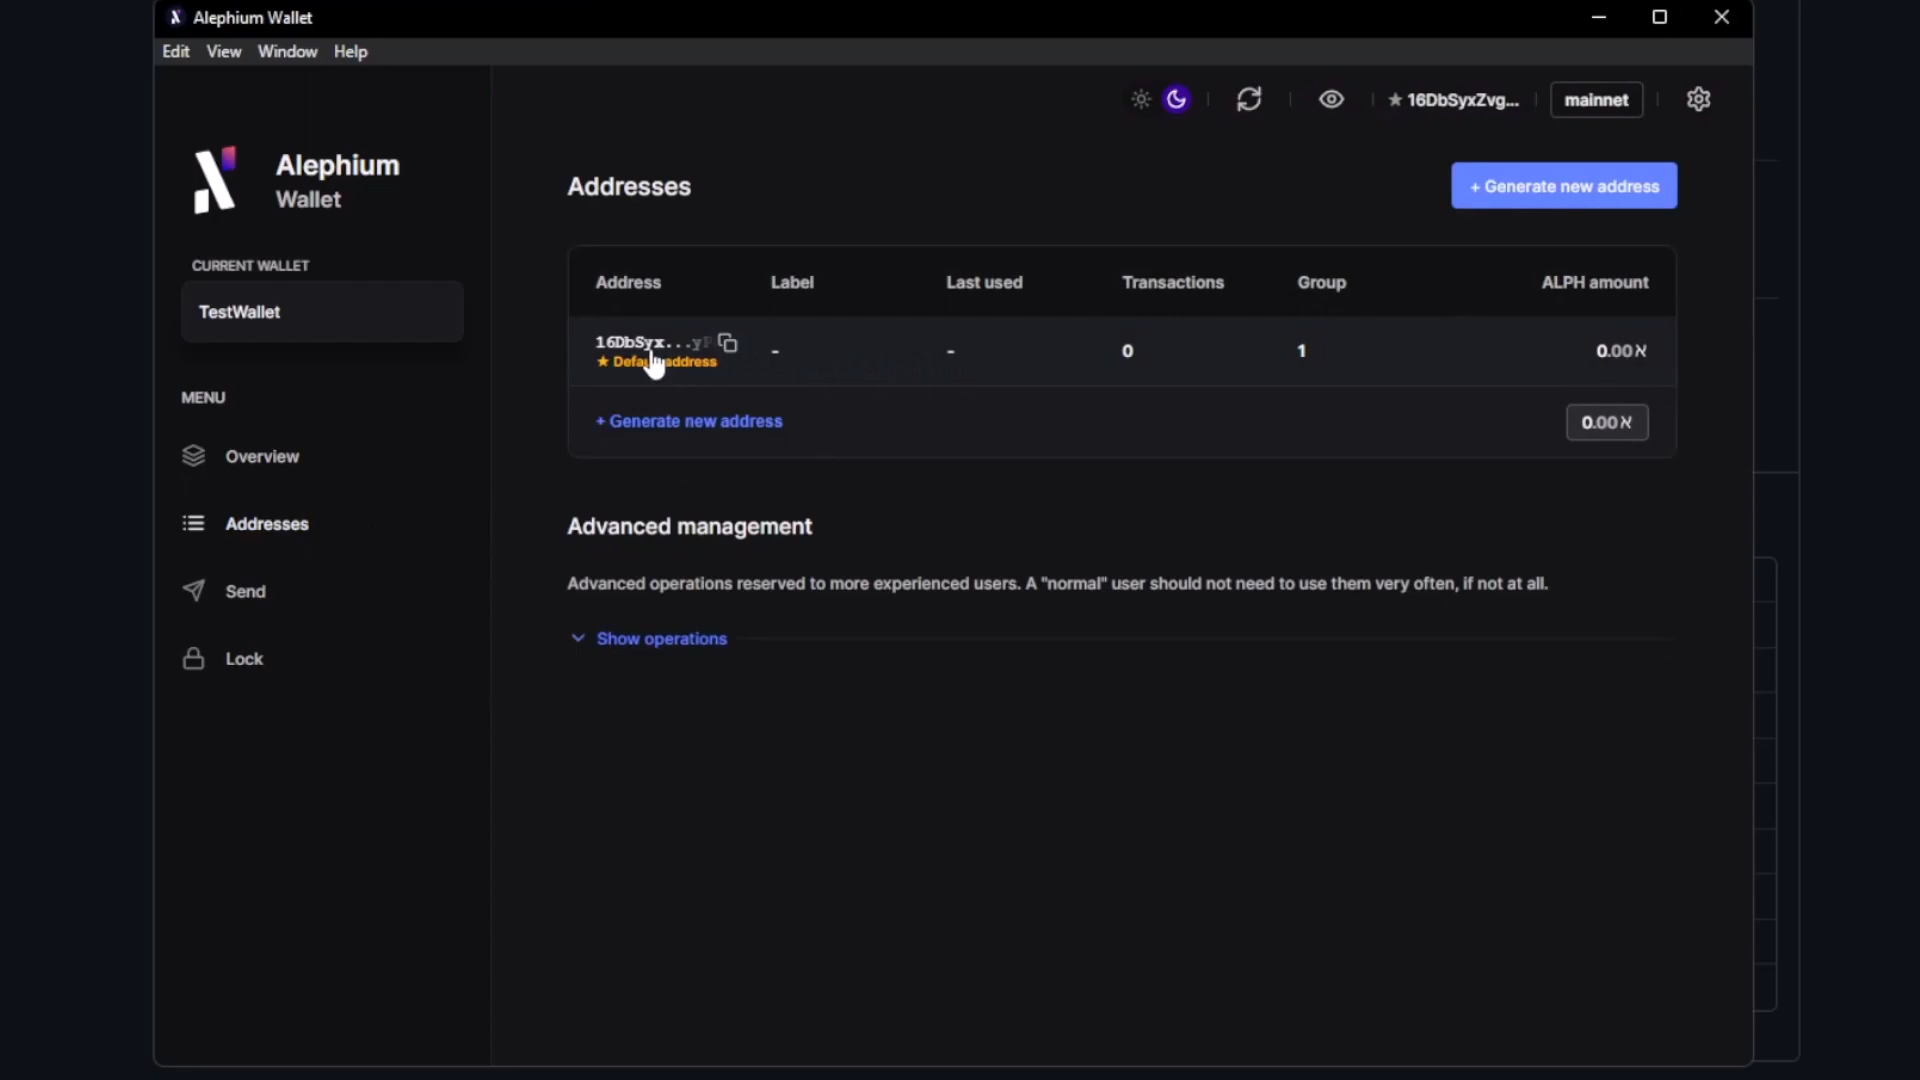 Alephium Wallet
Edit View Window Help
★ 16DbSyxZvg... mainnet
Alephium
Wallet
Addresses
+ Generate new address
CURRENT WALLET
TestWallet
Address Label Last used Transactions Group ALPH amount
16DbSyx...yP - - 0 1 0.00ℵ
★ Default address
+ Generate new address 0.00ℵ
MENU
Overview
Addresses
Send
Lock
Advanced management
Advanced operations reserved to more experienced users. A "normal" user should not need to use them very often, if not at all.
Show operations